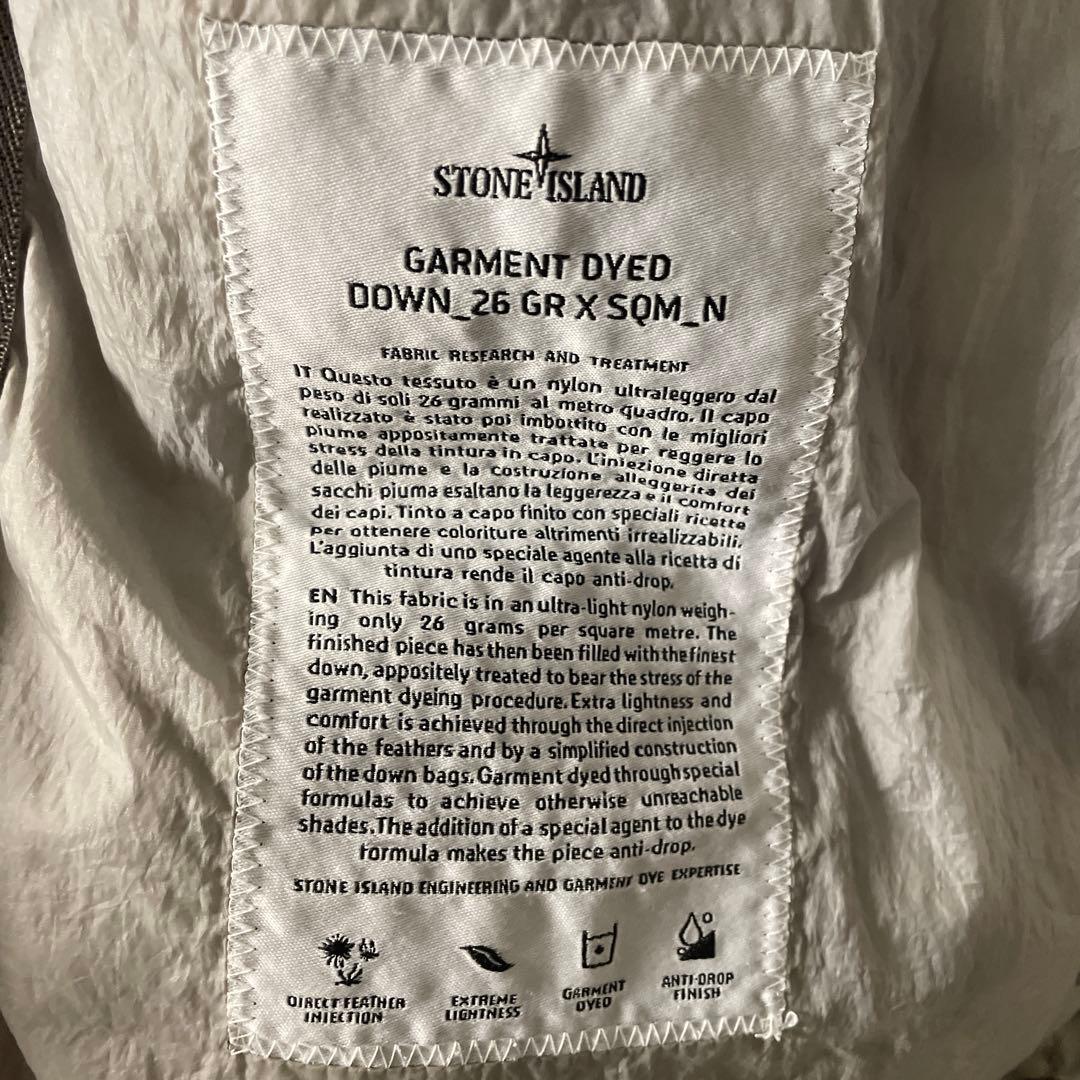 STONE ISLAND
GARMENT DYED
DOWN_26 GR X SQM_N
FABRIC RESEARCH AND TREATMENT
IT Questo tessuto è un nylon ultraleggero dal
peso di soli 26 grammi al metro quadro. Il capo
realizzato è stato poi imbottito con le migliori
piume appositamente trattate per reggere lo
stress della tintura in capo. L'iniezione diretta
delle piume e la costruzione alleggerita dei
sacchi piuma esaltano la leggerezza e il comfort
dei capi. Tinto a capo finito con speciali ricette
per ottenere coloriture altrimenti irrealizzabili.
L'aggiunta di uno speciale agente alla ricetta di
tintura rende il capo anti-drop.
EN This fabric is in an ultra-light nylon weigh-
ing only 26 grams per square metre. The
finished piece has then been filled with the finest
down, appositely treated to bear the stress of the
garment dyeing procedure. Extra lightness and
comfort is achieved through the direct injection
of the feathers and by a simplified construction
of the down bags. Garment dyed through special
formulas to achieve otherwise unreachable
shades. The addition of a special agent to the dye
formula makes the piece anti-drop.
STONE ISLAND ENGINEERING AND GARMENT DYE EXPERTISE
DIRECT FEATHER
INJECTION
EXTREME
LIGHTNESS
GARMENT
DYED
ANTI-DROP
FINISH